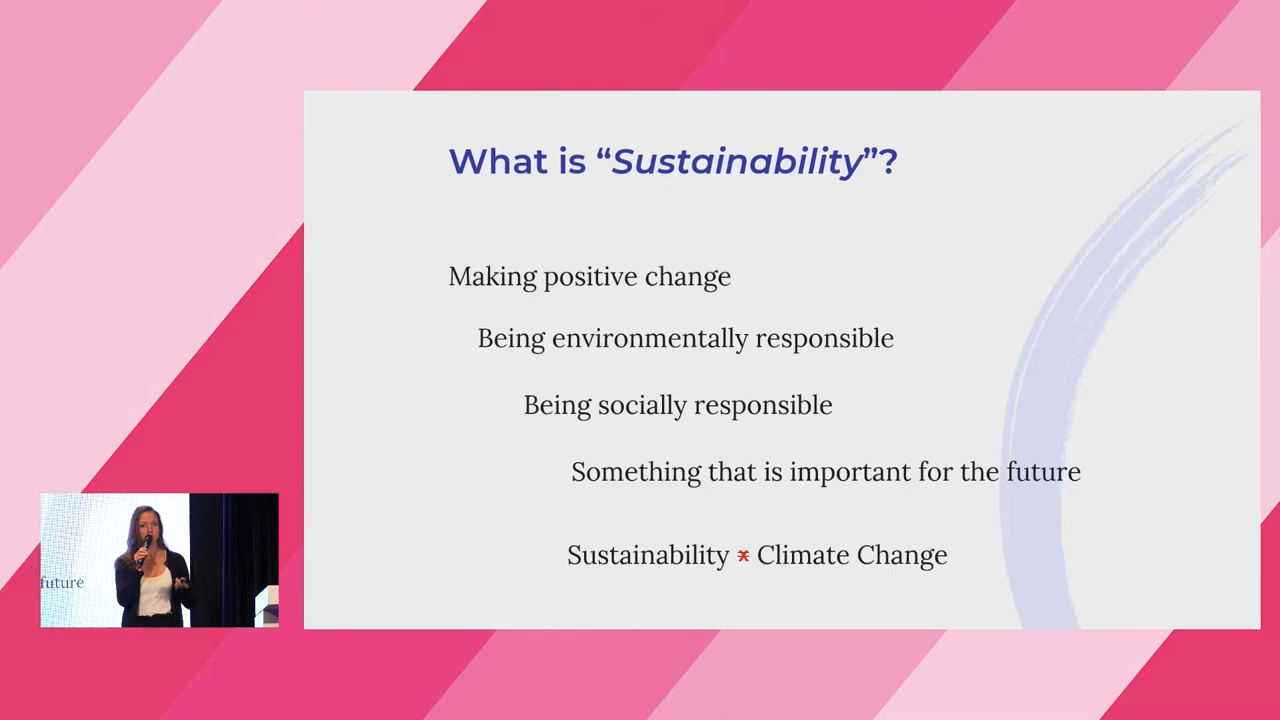 What is “Sustainability”?
Making positive change
Being environmentally responsible
Being socially responsible
Something that is important for the future
Sustainability ≠ Climate Change
future